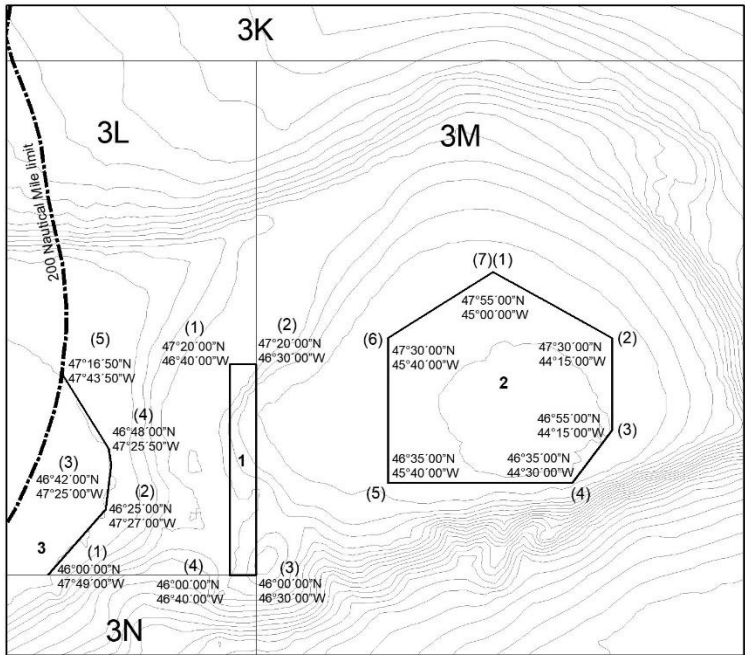 3K
3L
3M
200 Nautical Mile limit
(7)(1)
47°55´00"N
45°00´00"W
(1)
47°20´00"N
46°40´00"W
(2)
47°20´00"N
46°30´00"W
(6)
47°30´00"N
45°40´00"W
47°30´00"N
44°15´00"W
(2)
(5)
47°16´50"N
47°43´50"W
2
46°55´00"N
44°15´00"W
(3)
(4)
46°48´00"N
47°25´50"W
1
(3)
46°42´00"N
47°25´00"W
46°35´00"N
45°40´00"W
46°35´00"N
44°30´00"W
(5)
(4)
(2)
46°25´00"N
47°27´00"W
3
(1)
46°00´00"N
47°49´00"W
(4)
46°00´00"N
46°40´00"W
(3)
46°00´00"N
46°30´00"W
3N